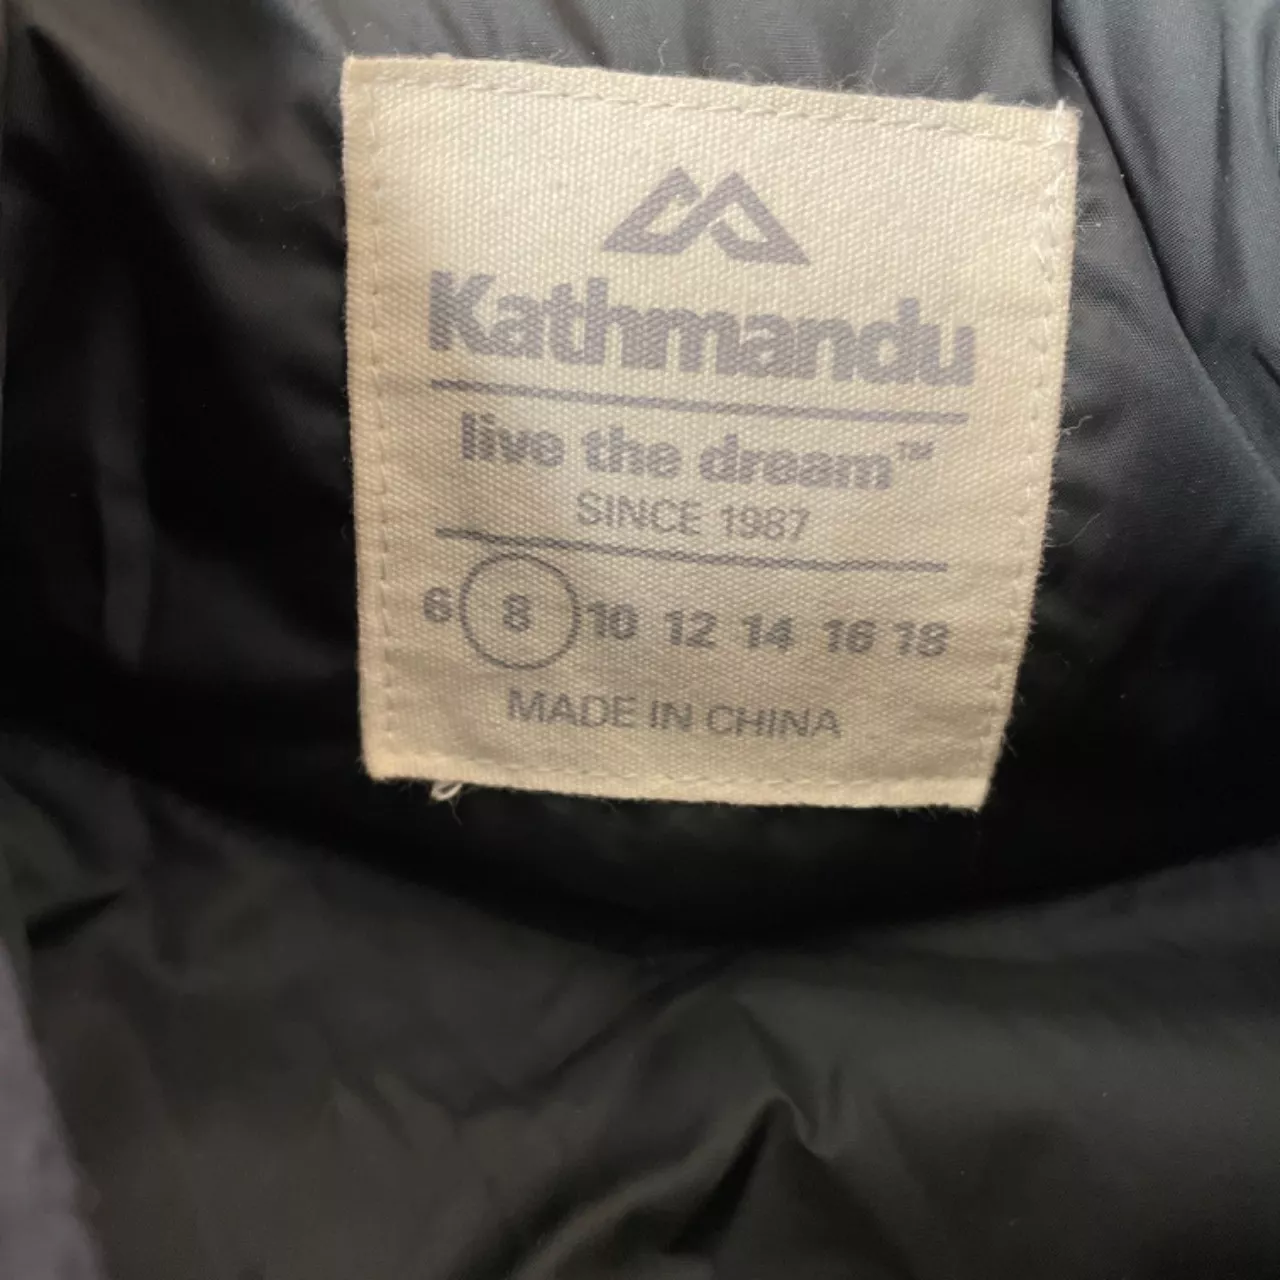 Kathmandu
live the dream™
SINCE 1987
6 8 10 12 14 16 18
MADE IN CHINA